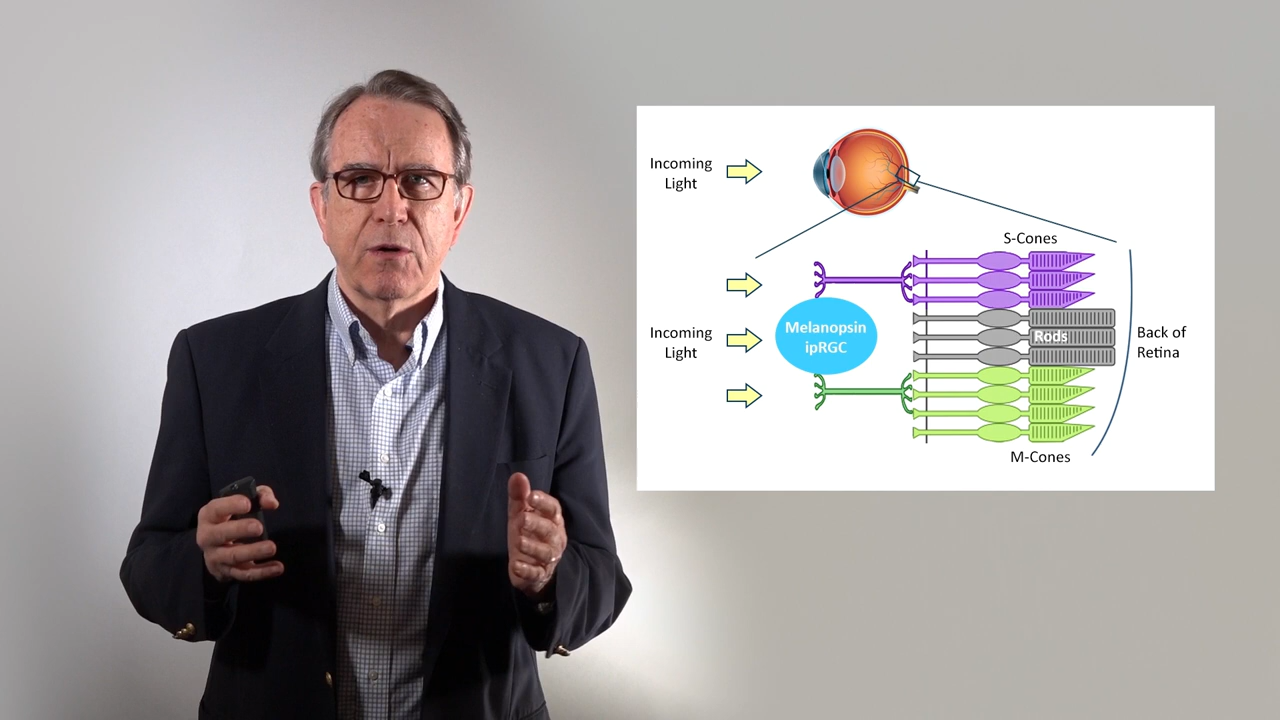 Incoming
Light
S-Cones
Incoming
Light
Melanopsin
ipRGC
Rods
Back of
Retina
M-Cones